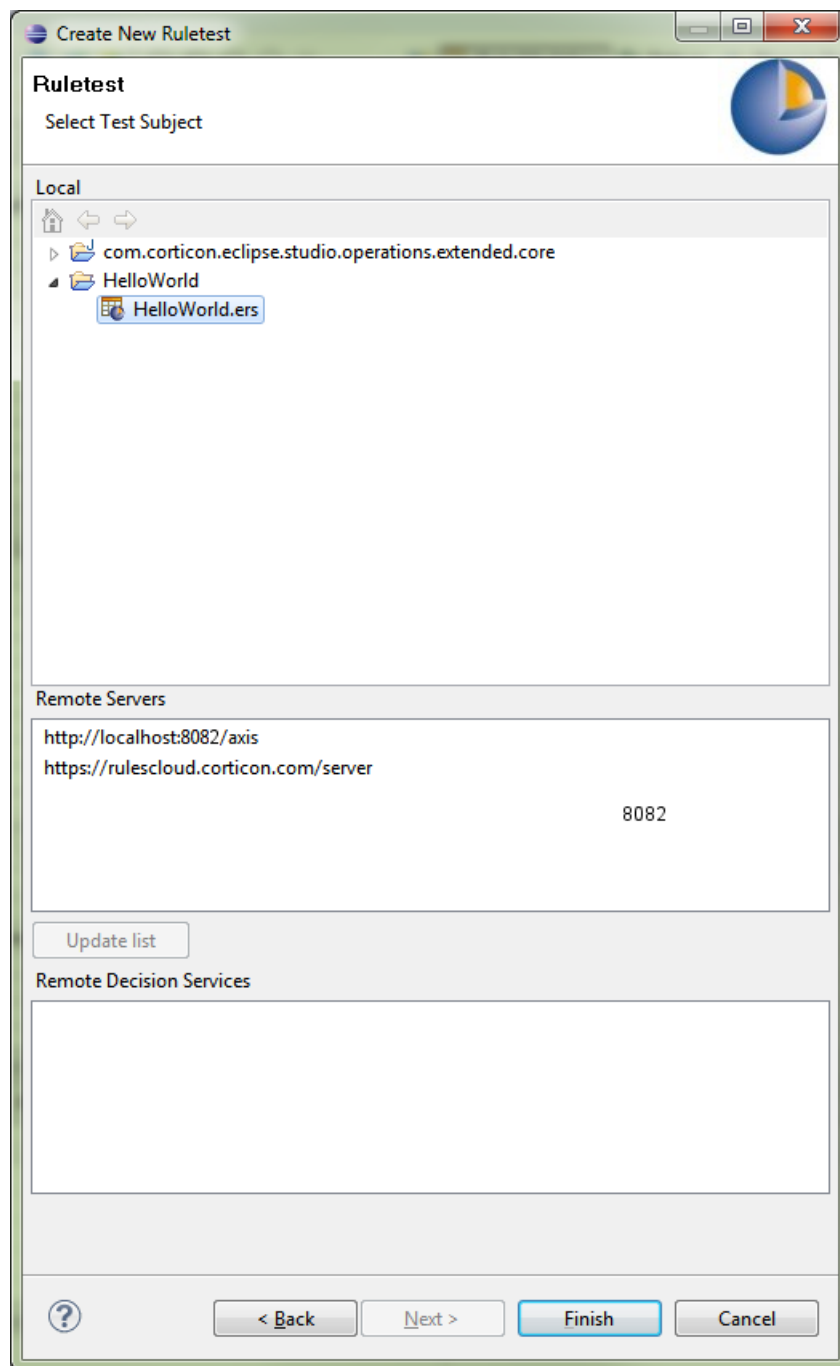 Create New Ruletest
Ruletest
Select Test Subject
Local
com.corticon.eclipse.studio.operations.extended.core
HelloWorld
HelloWorld.ers
Remote Servers
http://localhost:8082/axis
https://rulescloud.corticon.com/server
8082
Update list
Remote Decision Services
< Back Next > Finish Cancel